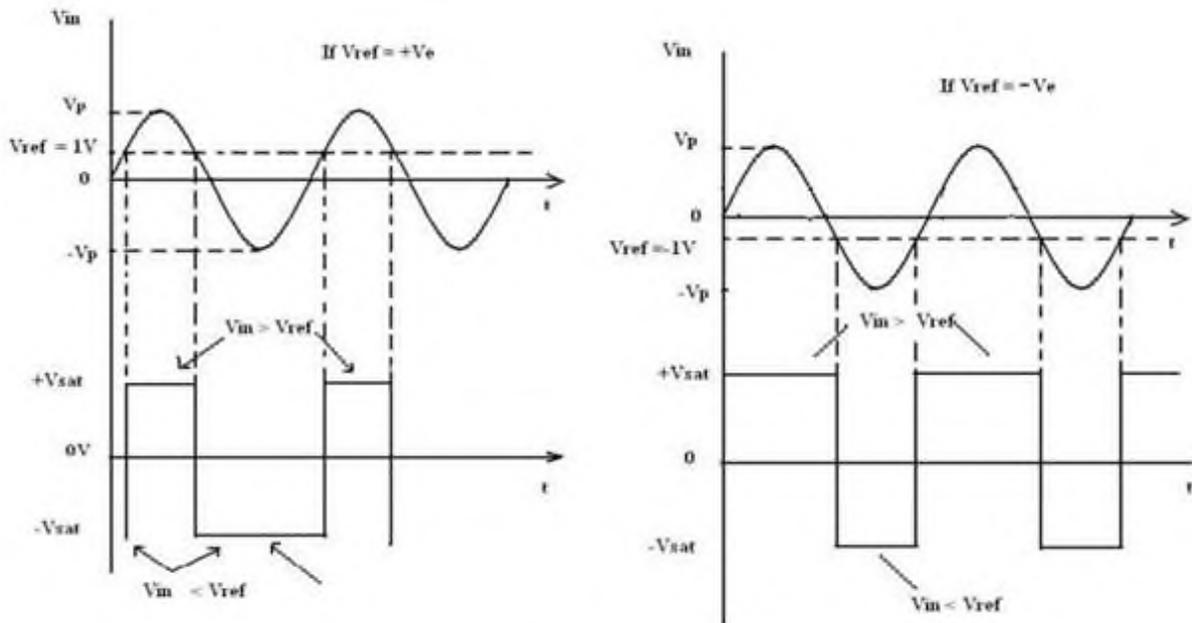 Vin
If Vref = +Ve
Vp
Vref = 1V
0
t
-Vp
Vin > Vref
+Vsat
0V
t
-Vsat
Vin < Vref
Vin
If Vref = -Ve
Vp
0
t
Vref =-1V
-Vp
Vin > Vref
+Vsat
0
t
-Vsat
Vin < Vref